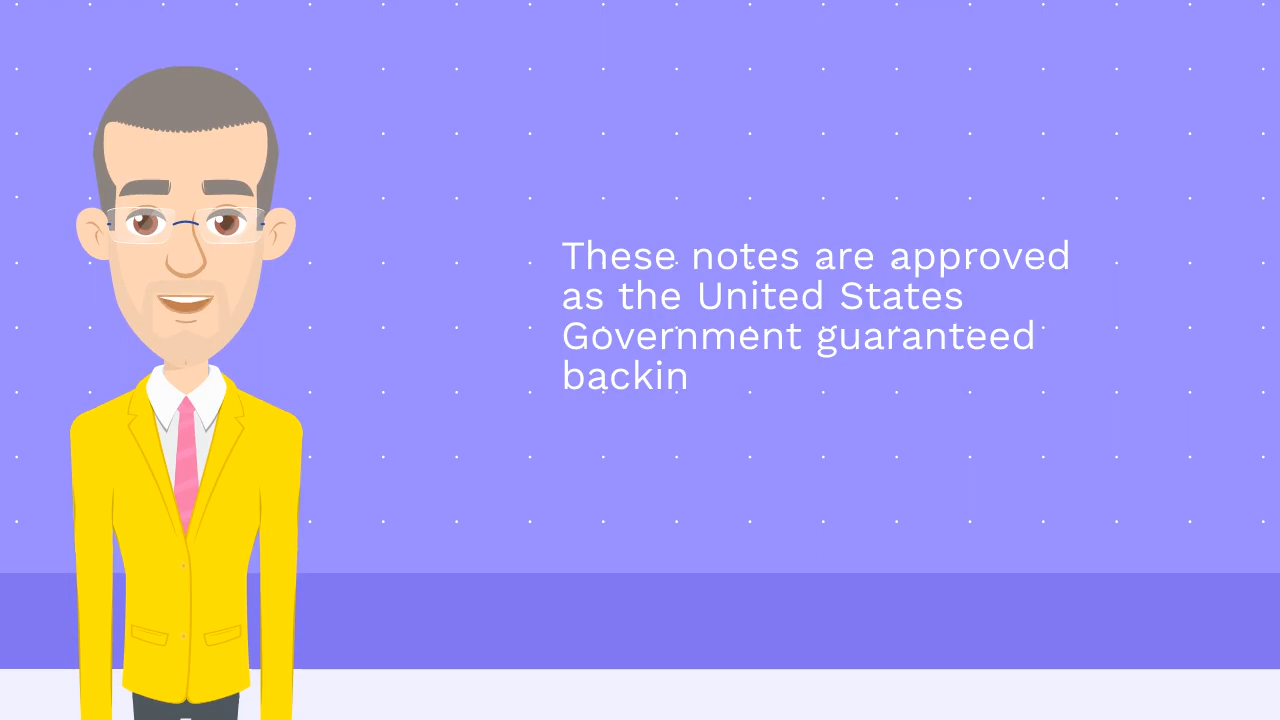 These notes are approved
as the United States
Government guaranteed
backin